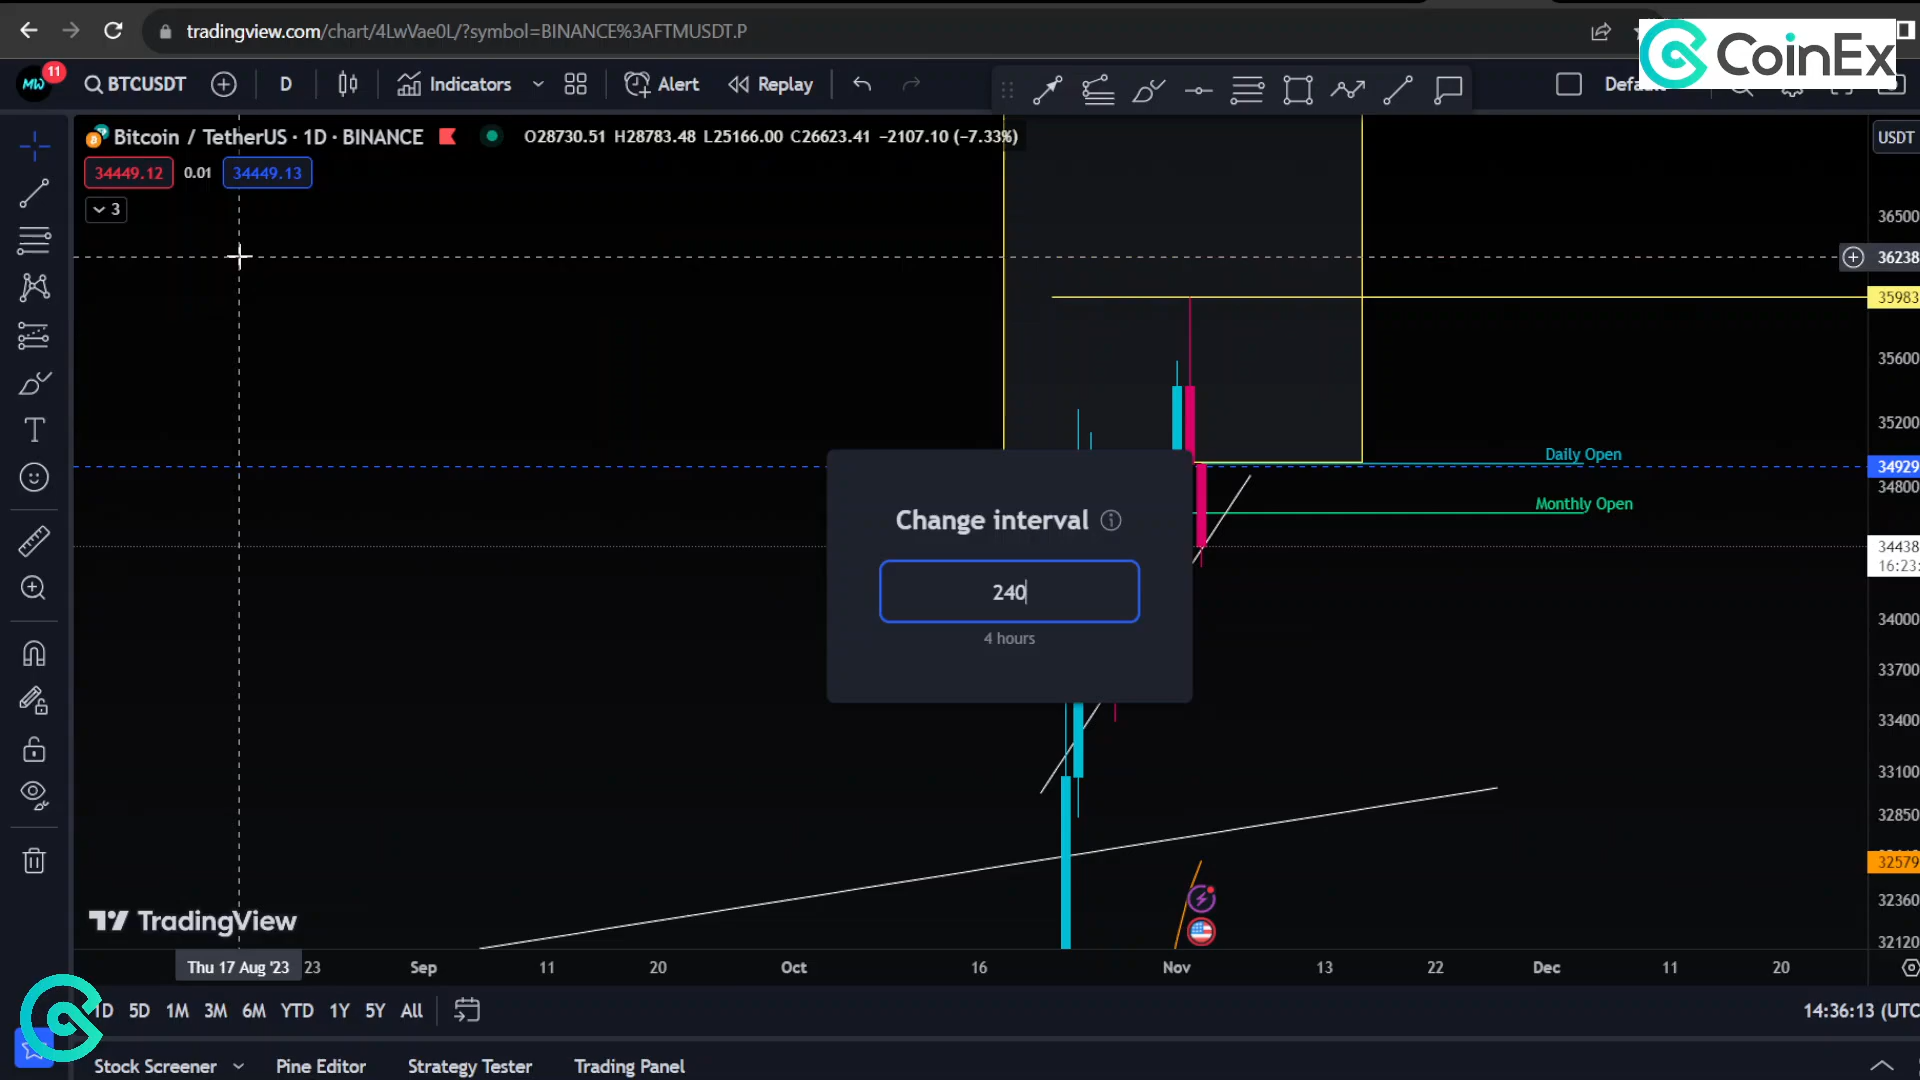 tradingview.com/chart/4LwVae0L/?symbol=BINANCE%3AFTMUSDT.P
CoinEx
MW 11
BTCUSDT D Indicators Alert Replay
Bitcoin / TetherUS · 1D · BINANCE O28730.51 H28783.48 L25166.00 C26623.41 −2107.10 (−7.33%) USDT
34449.12 0.01 34449.13
3
36500
36238
35983
35600
35200
Daily Open
34929
34800
Monthly Open
Change interval
34438
16:23:
240
4 hours
34000
33700
33400
33100
32850
32579
32360
TradingView
32120
Thu 17 Aug '23 23 Sep 11 20 Oct 16 Nov 13 22 Dec 11 20
1D 5D 1M 3M 6M YTD 1Y 5Y All 14:36:13 (UTC
Stock Screener Pine Editor Strategy Tester Trading Panel